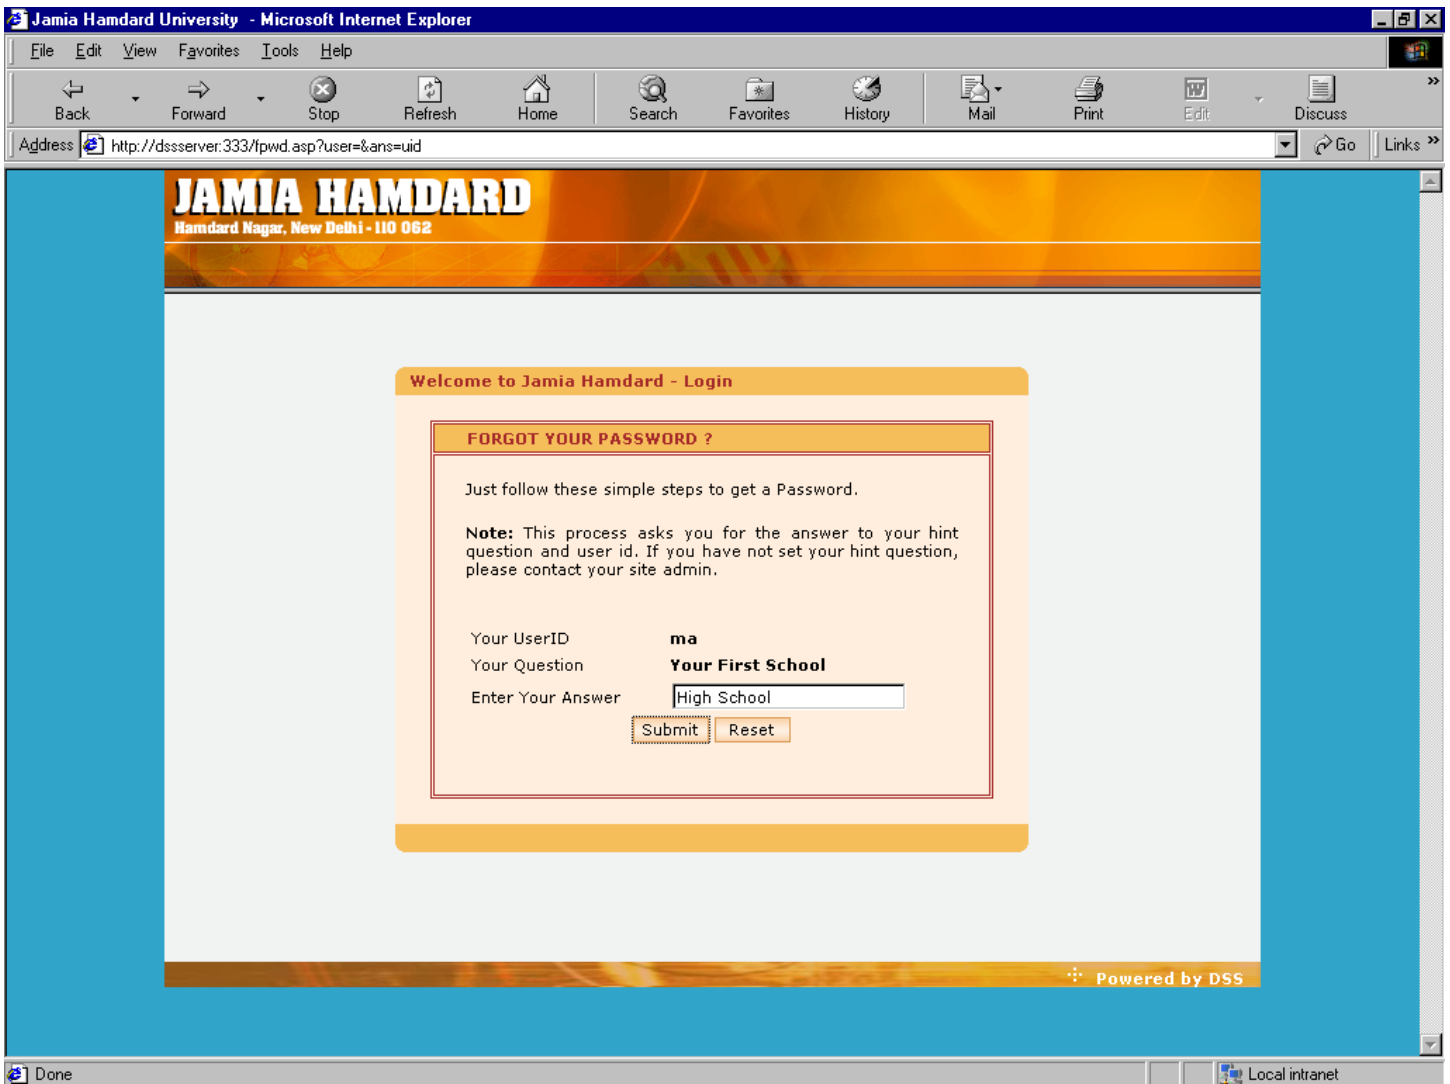 Jamia Hamdard University - Microsoft Internet Explorer
File Edit View Favorites Tools Help
Back Forward Stop Refresh Home Search Favorites History Mail Print Edit Discuss »
Address http://dssserver:333/fpwd.asp?user=&ans=uid Go Links »
JAMIA HAMDARD
Hamdard Nagar, New Delhi - 110 062
Welcome to Jamia Hamdard - Login
FORGOT YOUR PASSWORD ?
Just follow these simple steps to get a Password.
Note: This process asks you for the answer to your hint
question and user id. If you have not set your hint question,
please contact your site admin.
Your UserID ma
Your Question Your First School
Enter Your Answer High School
Submit Reset
Powered by DSS
Done Local intranet